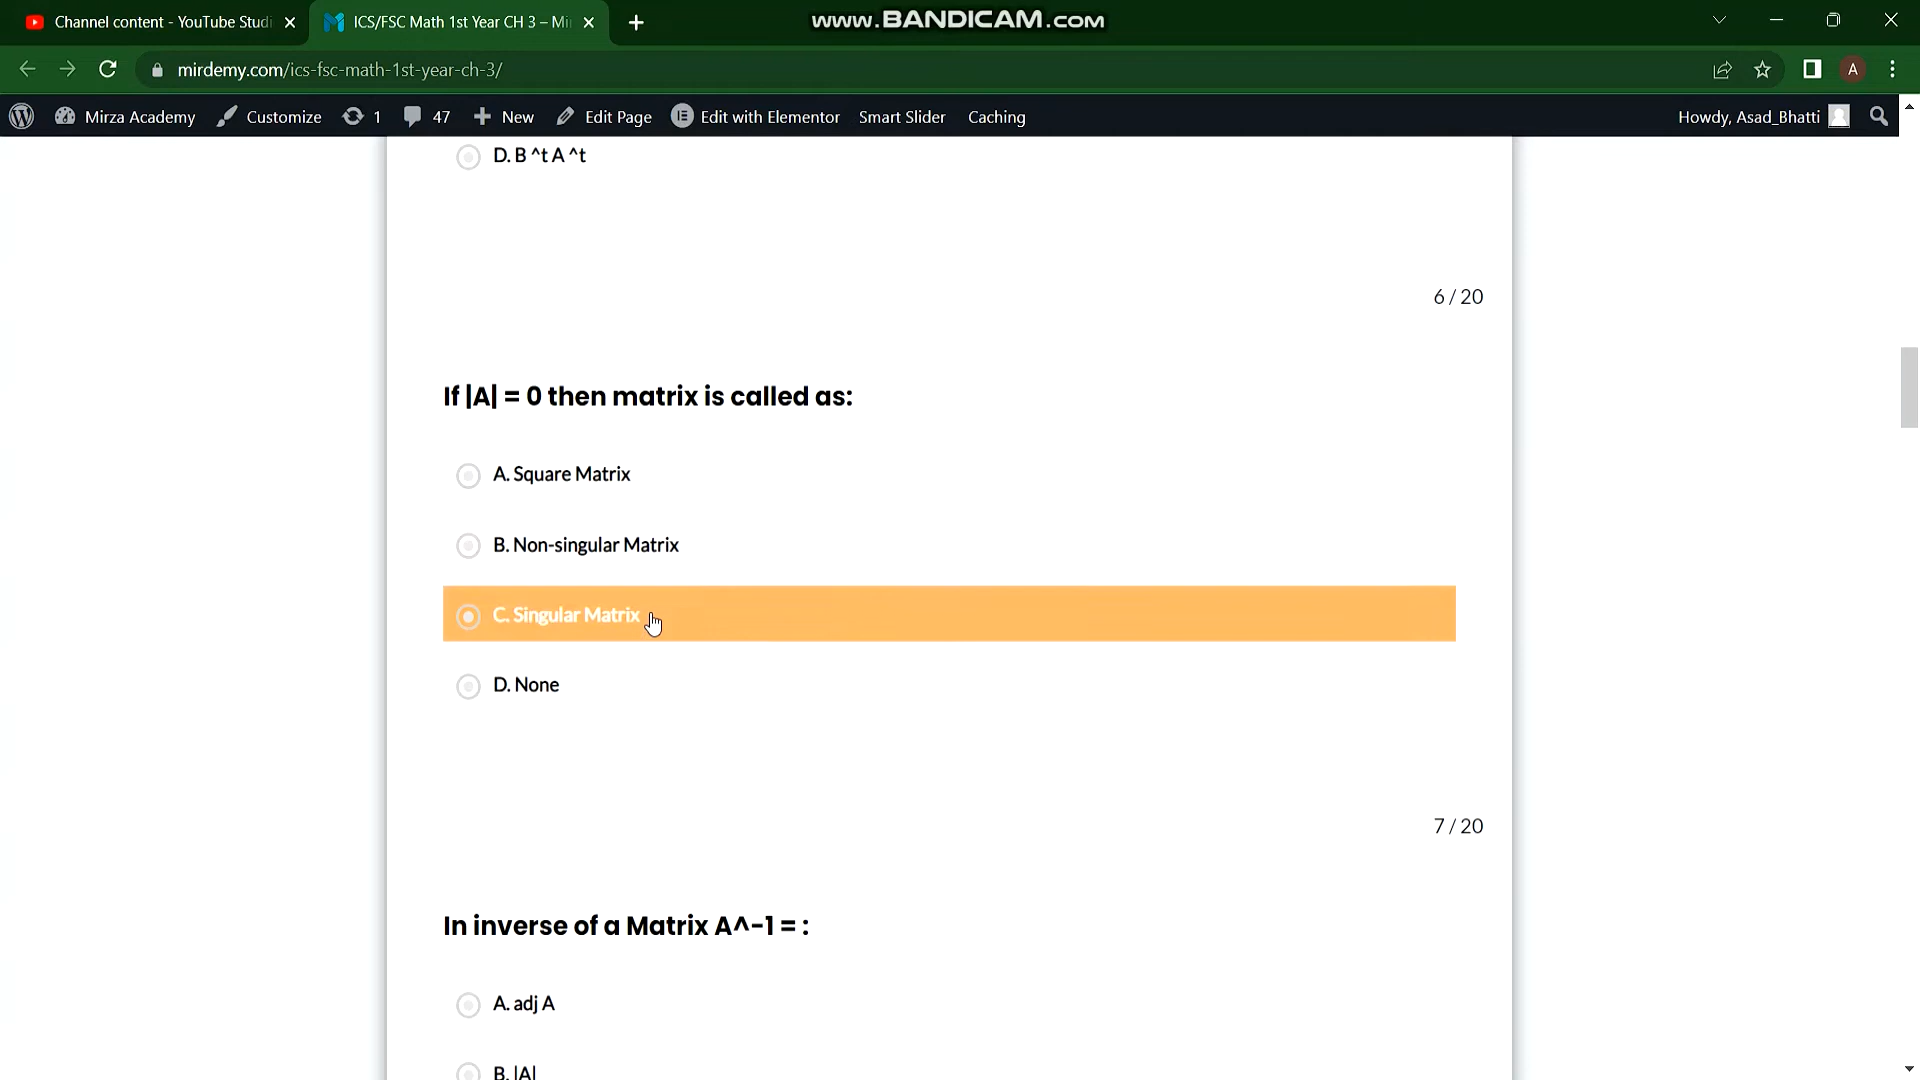 Channel content - YouTube Studi
ICS/FSC Math 1st Year CH 3 – Mi
www.BANDICAM.com
mirdemy.com/ics-fsc-math-1st-year-ch-3/
A
Mirza Academy
Customize
1
47
New
Edit Page
Edit with Elementor
Smart Slider
Caching
Howdy, Asad_Bhatti
D. B ^t A ^t
6 / 20
If |A| = 0 then matrix is called as:
A. Square Matrix
B. Non-singular Matrix
C. Singular Matrix
D. None
7 / 20
In inverse of a Matrix A^-1 = :
A. adj A
B. |A|